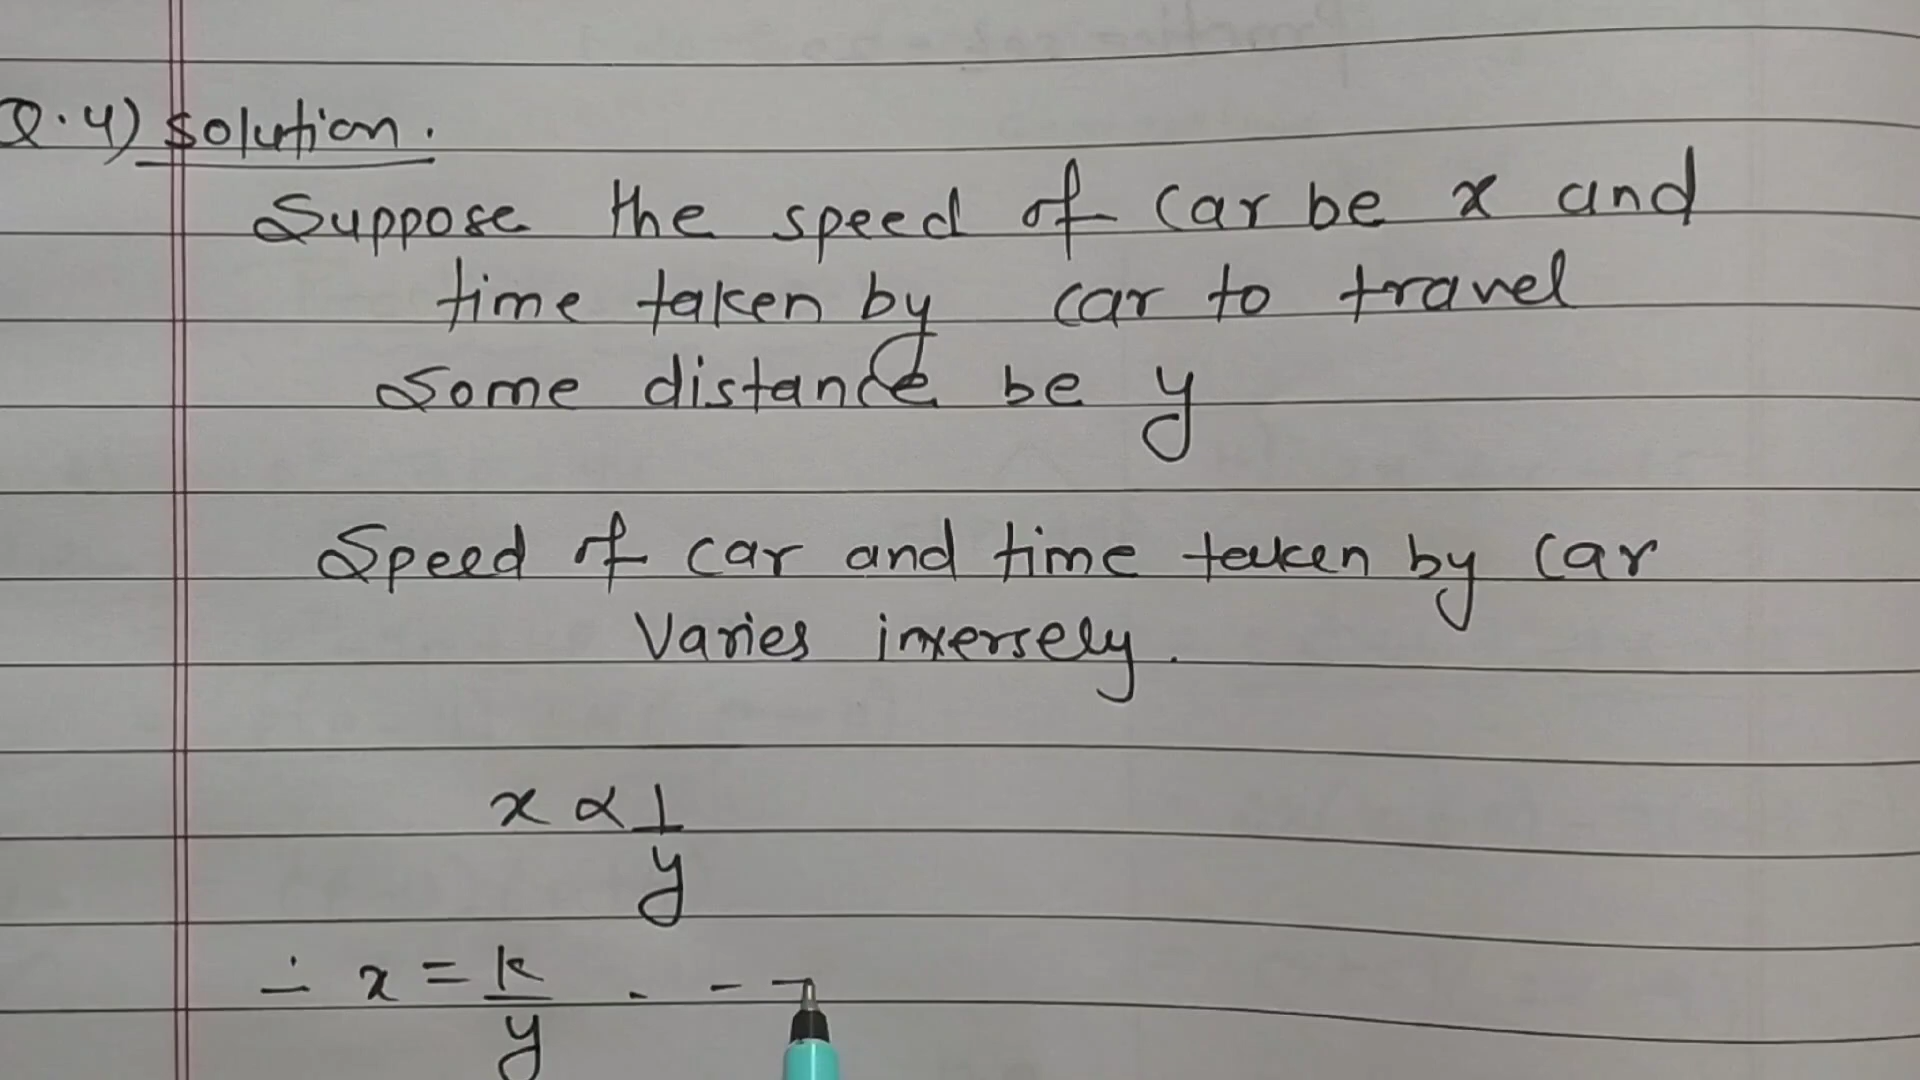 Q.4) Solution.
Suppose the speed of car be x and
time taken by car to travel
Some distance be y
Speed of car and time taken by car
Varies inversely.
x ∝ 1/y
∴ x = k/y . - -